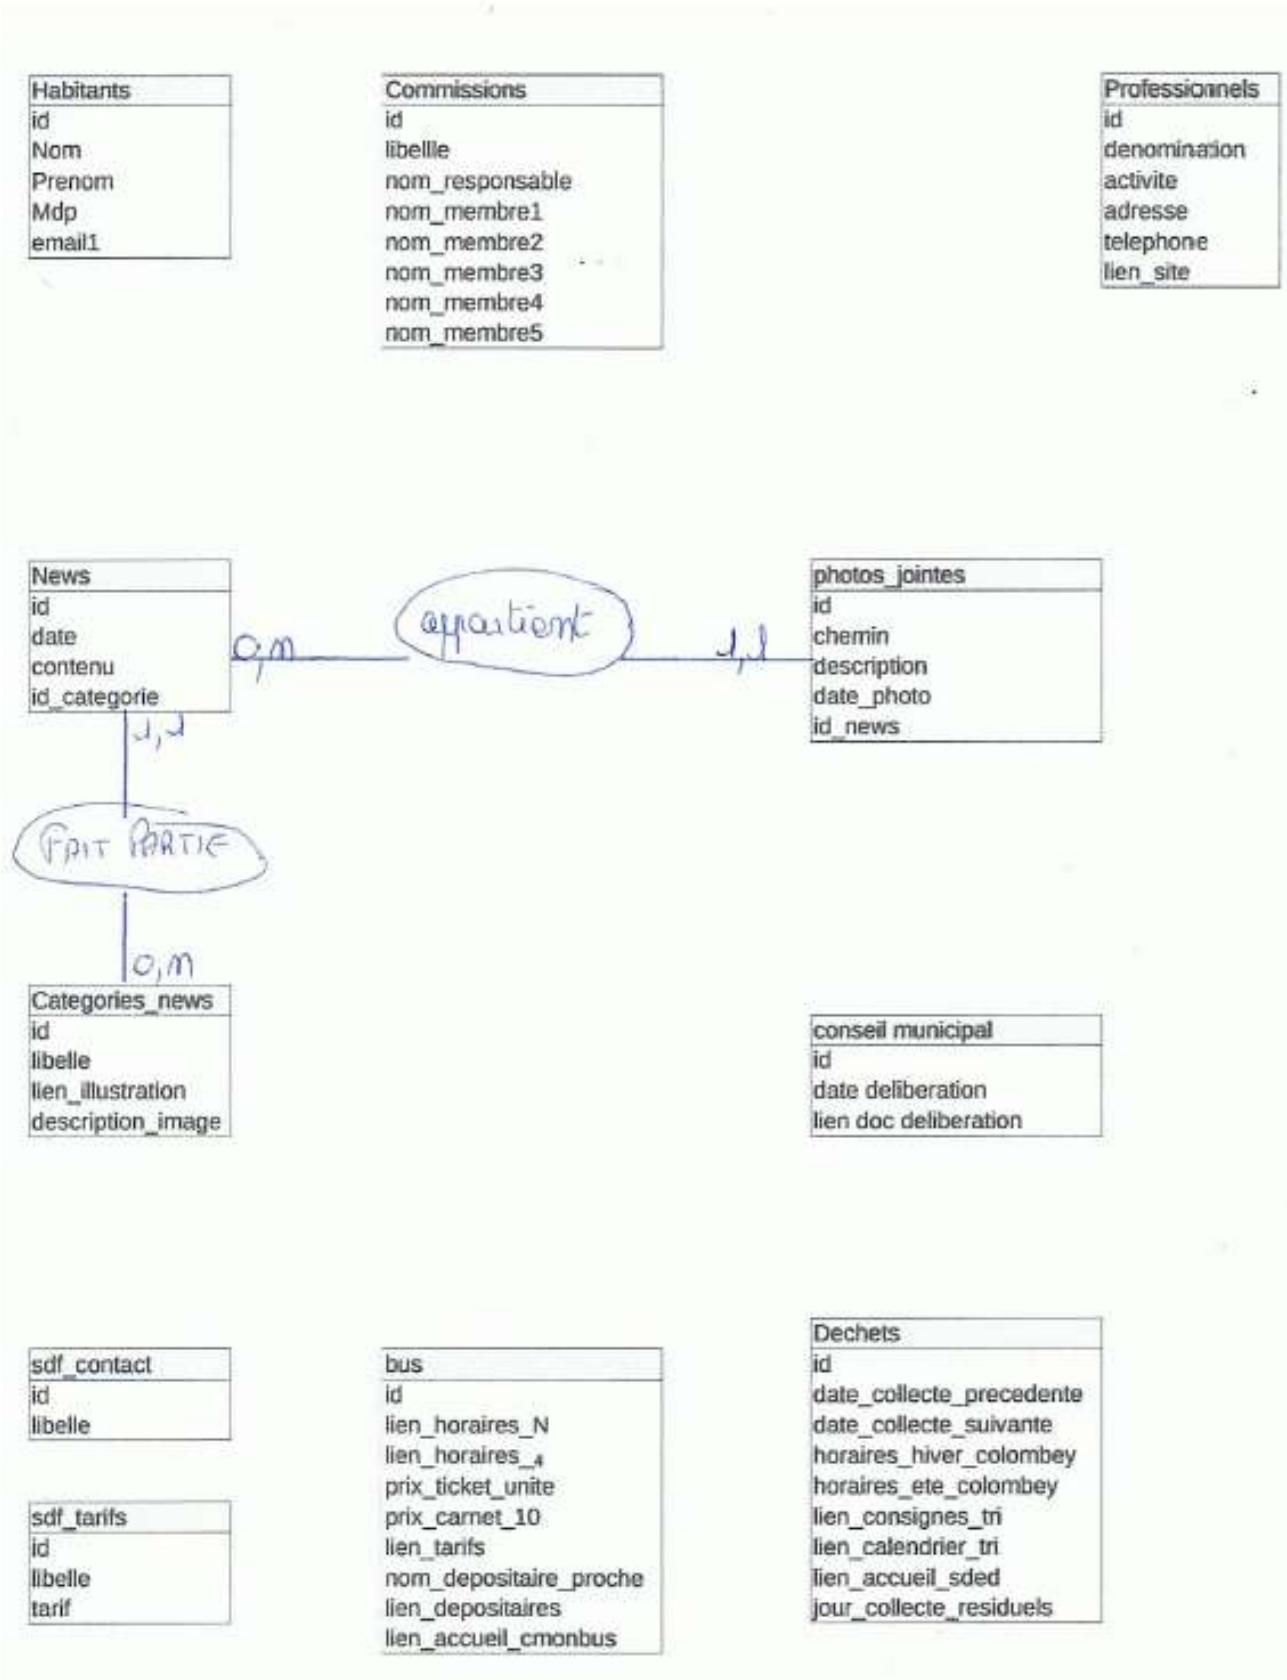 Habitants
id
Nom
Prenom
Mdp
email1
Commissions
id
libellle
nom_responsable
nom_membre1
nom_membre2
nom_membre3
nom_membre4
nom_membre5
Professionnels
id
denomination
activite
adresse
telephone
lien_site
News
id
date
contenu
id_categorie
0,n
appartient
1,1
photos_jointes
id
chemin
description
date_photo
id_news
1,1
FAIT PARTIE
0,n
Categories_news
id
libelle
lien_illustration
description_image
conseil municipal
id
date deliberation
lien doc deliberation
sdf_contact
id
libelle
sdf_tarifs
id
libelle
tarif
bus
id
lien_horaires_N
lien_horaires_4
prix_ticket_unite
prix_carnet_10
lien_tarifs
nom_depositaire_proche
lien_depositaires
lien_accueil_cmonbus
Dechets
id
date_collecte_precedente
date_collecte_suivante
horaires_hiver_colombey
horaires_ete_colombey
lien_consignes_tri
lien_calendrier_tri
lien_accueil_sded
jour_collecte_residuels